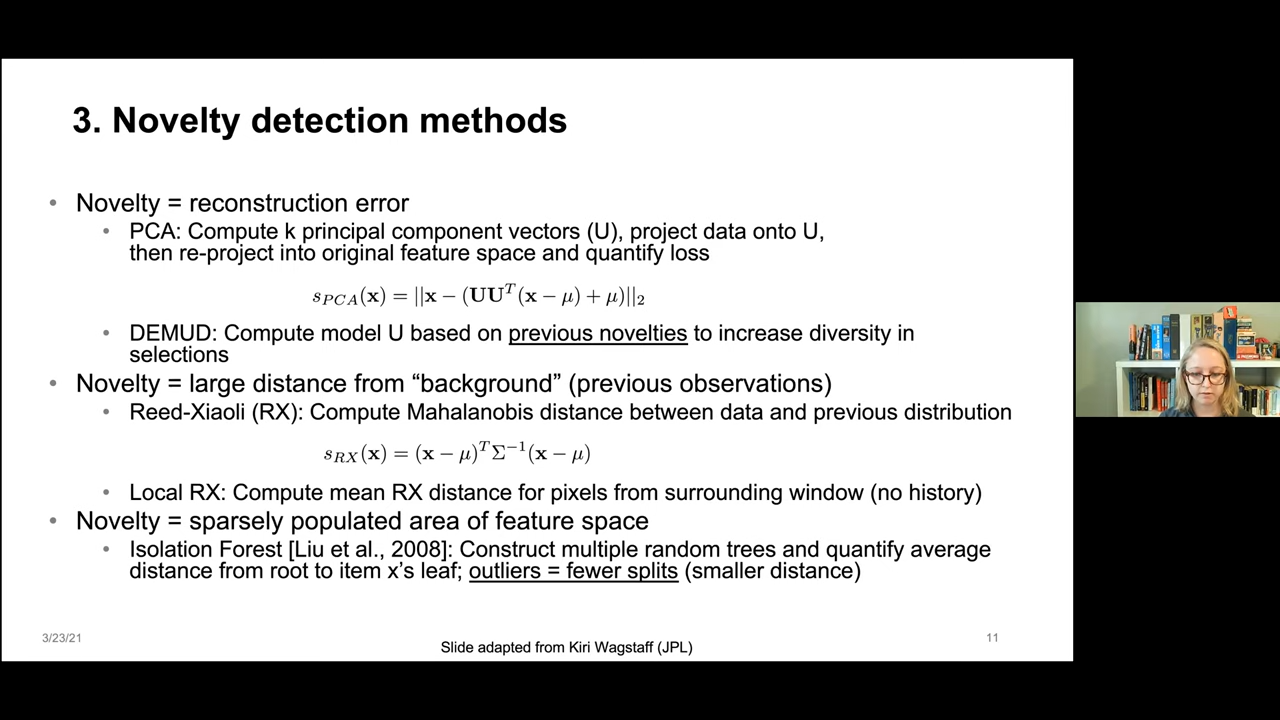 3. Novelty detection methods
• Novelty = reconstruction error
• PCA: Compute k principal component vectors (U), project data onto U,
then re-project into original feature space and quantify loss
s_{PCA}(𝐱) = ||𝐱 − (𝐔𝐔^T(𝐱 − μ) + μ)||_2
• DEMUD: Compute model U based on previous novelties to increase diversity in
selections
• Novelty = large distance from “background” (previous observations)
• Reed-Xiaoli (RX): Compute Mahalanobis distance between data and previous distribution
s_{RX}(𝐱) = (𝐱 − μ)^T Σ^{−1}(𝐱 − μ)
• Local RX: Compute mean RX distance for pixels from surrounding window (no history)
• Novelty = sparsely populated area of feature space
• Isolation Forest [Liu et al., 2008]: Construct multiple random trees and quantify average
distance from root to item x’s leaf; outliers = fewer splits (smaller distance)
3/23/21
Slide adapted from Kiri Wagstaff (JPL)
11